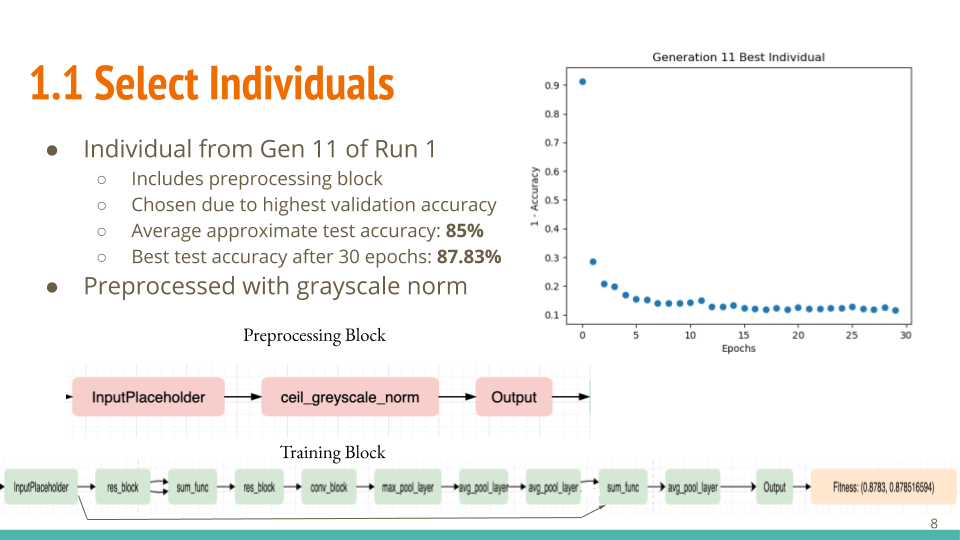 1.1 Select Individuals
● Individual from Gen 11 of Run 1
○ Includes preprocessing block
○ Chosen due to highest validation accuracy
○ Average approximate test accuracy: 85%
○ Best test accuracy after 30 epochs: 87.83%
● Preprocessed with grayscale norm
Generation 11 Best Individual
1 - Accuracy
0.9
0.8
0.7
0.6
0.5
0.4
0.3
0.2
0.1
0 5 10 15 20 25 30
Epochs
Preprocessing Block
InputPlaceholder ceil_greyscale_norm Output
Training Block
InputPlaceholder res_block sum_func res_block conv_block max_pool_layer avg_pool_layer avg_pool_layer sum_func avg_pool_layer Output Fitness: (0.8783, 0.878516594)
8